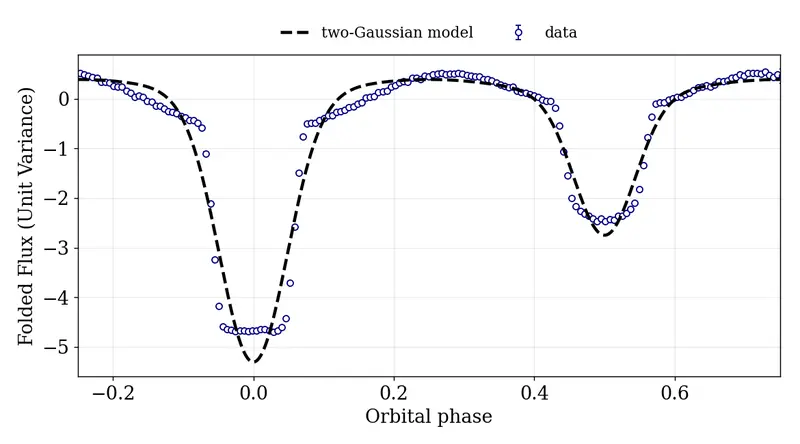 two-Gaussian model
data
Folded Flux (Unit Variance)
0
−1
−2
−3
−4
−5
−0.2
0.0
0.2
0.4
0.6
Orbital phase